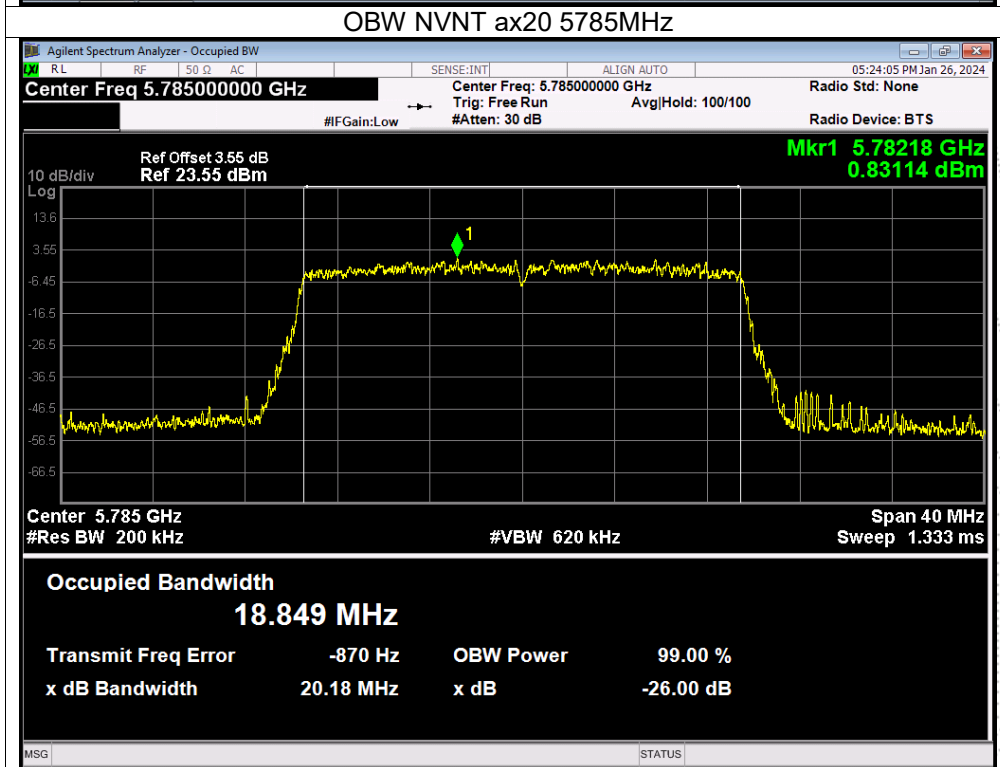 OBW NVNT ax20 5785MHz
Agilent Spectrum Analyzer - Occupied BW
LXI RL RF 50 Ω AC SENSE:INT ALIGN AUTO 05:24:05 PM Jan 26, 2024
Center Freq 5.785000000 GHz
Center Freq: 5.785000000 GHz
Radio Std: None
Trig: Free Run Avg|Hold: 100/100
#IFGain:Low #Atten: 30 dB Radio Device: BTS
Mkr1 5.78218 GHz
0.83114 dBm
Ref Offset 3.55 dB
10 dB/div Ref 23.55 dBm
Log
13.6
1
3.55
-6.45
-16.5
-26.5
-36.5
-46.5
-56.5
-66.5
Center 5.785 GHz Span 40 MHz
#Res BW 200 kHz #VBW 620 kHz Sweep 1.333 ms
Occupied Bandwidth
18.849 MHz
Transmit Freq Error -870 Hz OBW Power 99.00 %
x dB Bandwidth 20.18 MHz x dB -26.00 dB
MSG STATUS